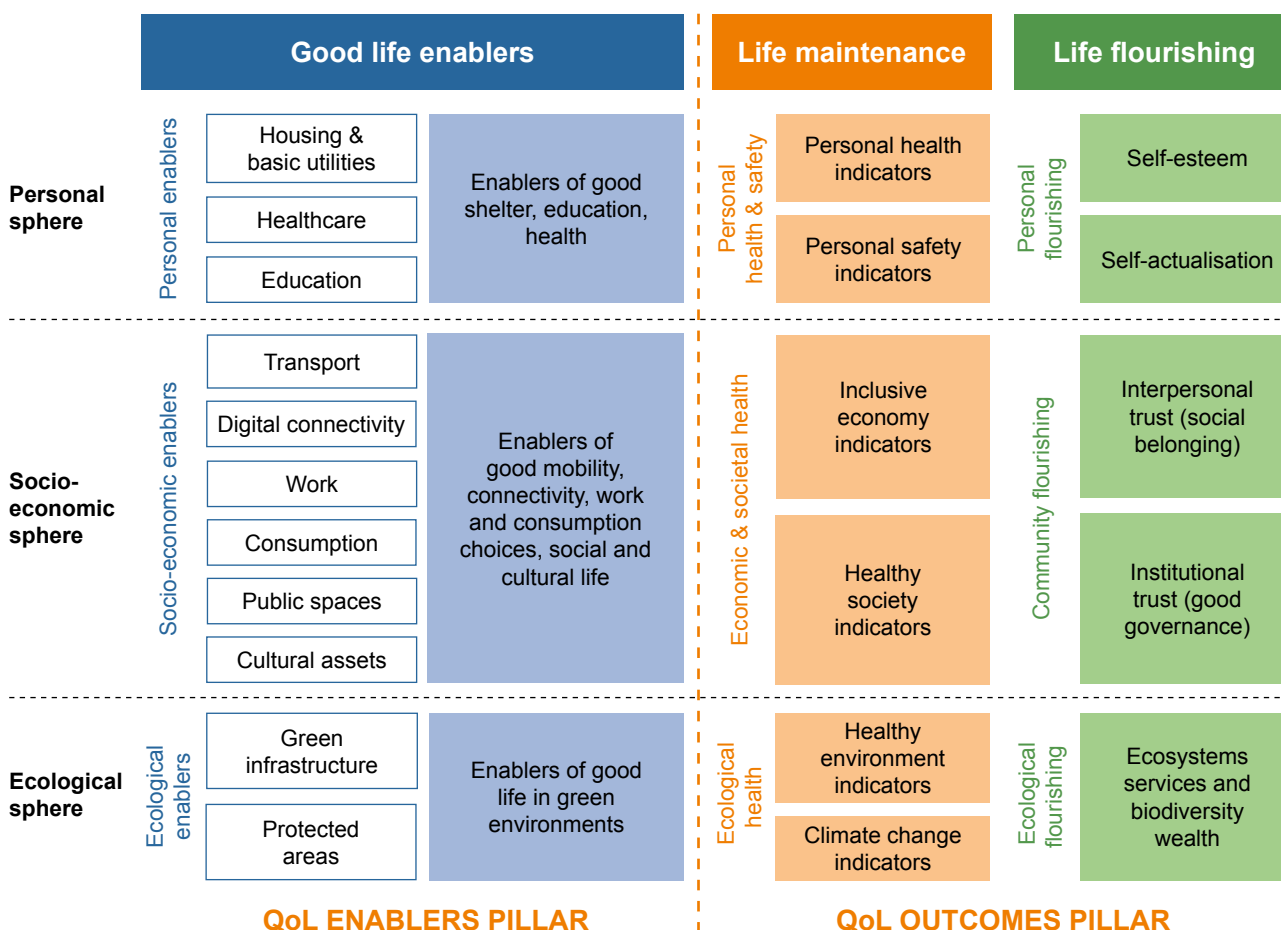 Good life enablers
Life maintenance
Life flourishing
Personal
sphere
Personal enablers
Housing &
basic utilities
Healthcare
Education
Enablers of good
shelter, education,
health
Personal
health & safety
Personal health
indicators
Personal safety
indicators
Personal
flourishing
Self-esteem
Self-actualisation
Socio-
economic
sphere
Socio-economic enablers
Transport
Digital connectivity
Work
Consumption
Public spaces
Cultural assets
Enablers of
good mobility,
connectivity, work
and consumption
choices, social and
cultural life
Economic & societal health
Inclusive
economy
indicators
Healthy
society
indicators
Community flourishing
Interpersonal
trust (social
belonging)
Institutional
trust (good
governance)
Ecological
sphere
Ecological
enablers
Green
infrastructure
Protected
areas
Enablers of good
life in green
environments
Ecological
health
Healthy
environment
indicators
Climate change
indicators
Ecological
flourishing
Ecosystems
services and
biodiversity
wealth
QoL ENABLERS PILLAR
QoL OUTCOMES PILLAR